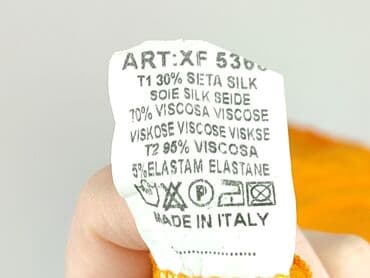 ART:XF 536
T1 30% SETA SILK
SOIE SILK SEIDE
70% VISCOSA VISCOSE
VISKOSE VISCOSE VISKSE
T2 95% VISCOSA
5%ELASTAM ELASTANE
P
MADE IN ITALY